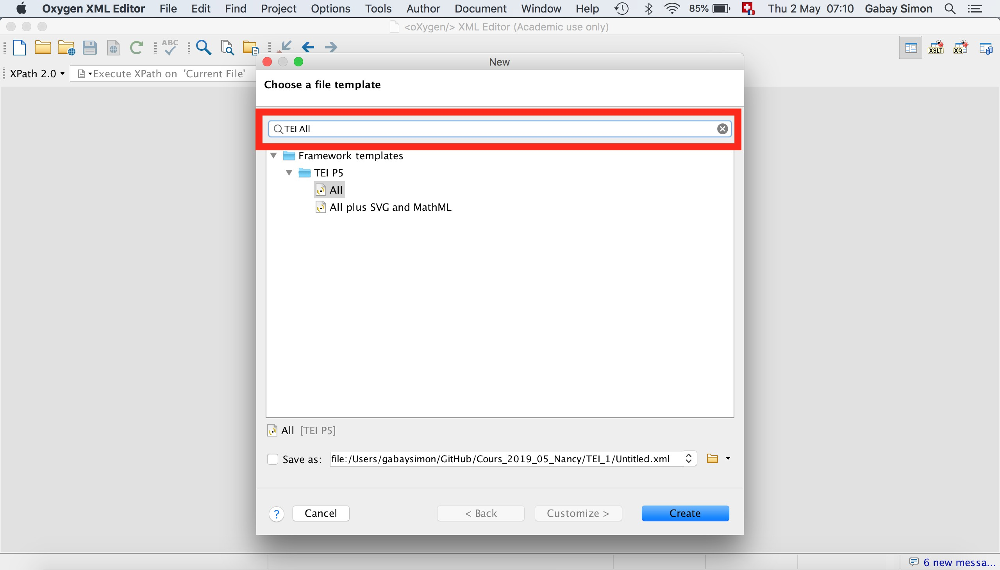 Oxygen XML Editor File Edit Find Project Options Tools Author Document Window Help 85% Thu 2 May 07:10 Gabay Simon
<oXygen/> XML Editor (Academic use only)
ABC
XSLT XQ
XPath 2.0 Execute XPath on 'Current File'
New
Choose a file template
TEI All
Framework templates
TEI P5
All
All plus SVG and MathML
All [TEI P5]
Save as: file:/Users/gabaysimon/GitHub/Cours_2019_05_Nancy/TEI_1/Untitled.xml
? Cancel < Back Customize > Create
6 new messa...